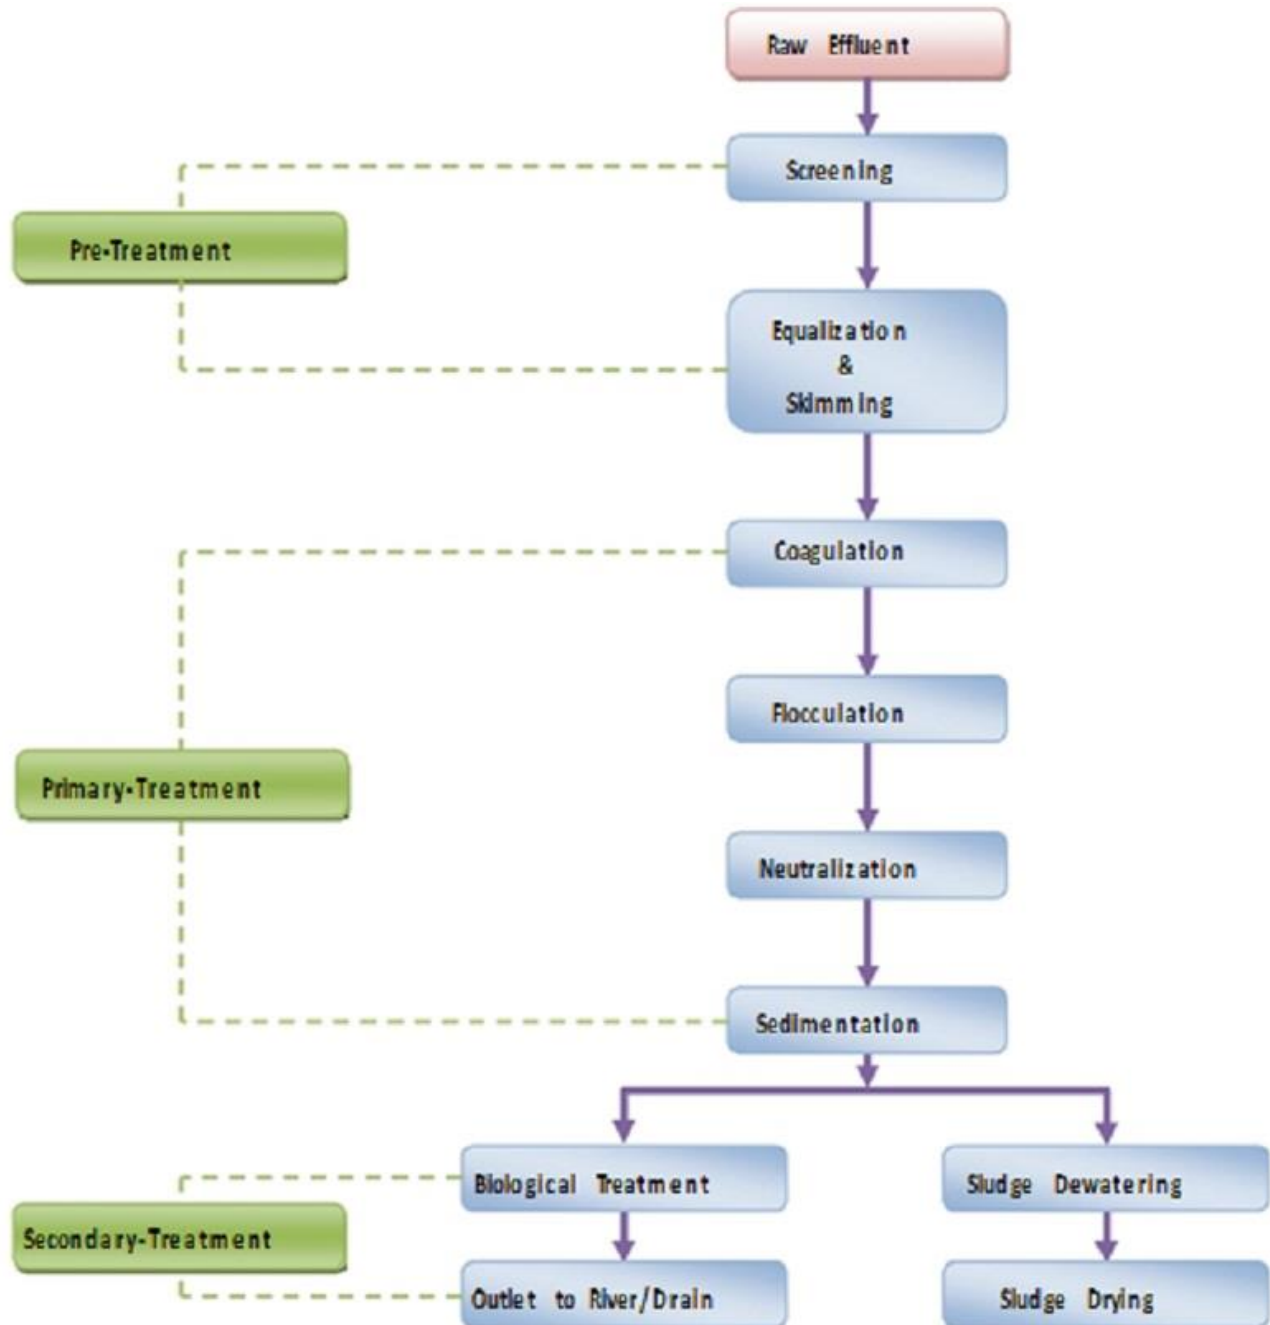 Raw Effluent
Screening
Pre-Treatment
Equalization
&
Skimming
Coagulation
Flocculation
Primary-Treatment
Neutralization
Sedimentation
Biological Treatment
Sludge Dewatering
Secondary-Treatment
Outlet to River/Drain
Sludge Drying